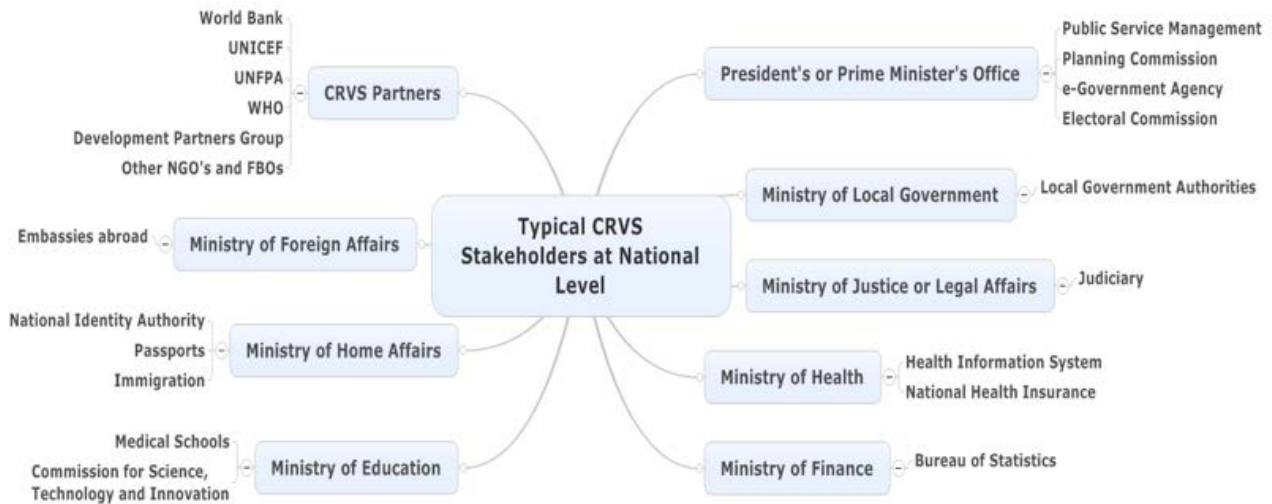 World Bank
UNICEF
UNFPA
WHO
Development Partners Group
Other NGO's and FBOs
CRVS Partners
Embassies abroad
Ministry of Foreign Affairs
National Identity Authority
Passports
Immigration
Ministry of Home Affairs
Medical Schools
Commission for Science,
Technology and Innovation
Ministry of Education
Typical CRVS
Stakeholders at National
Level
President's or Prime Minister's Office
Public Service Management
Planning Commission
e-Government Agency
Electoral Commission
Ministry of Local Government
Local Government Authorities
Ministry of Justice or Legal Affairs
Judiciary
Ministry of Health
Health Information System
National Health Insurance
Ministry of Finance
Bureau of Statistics